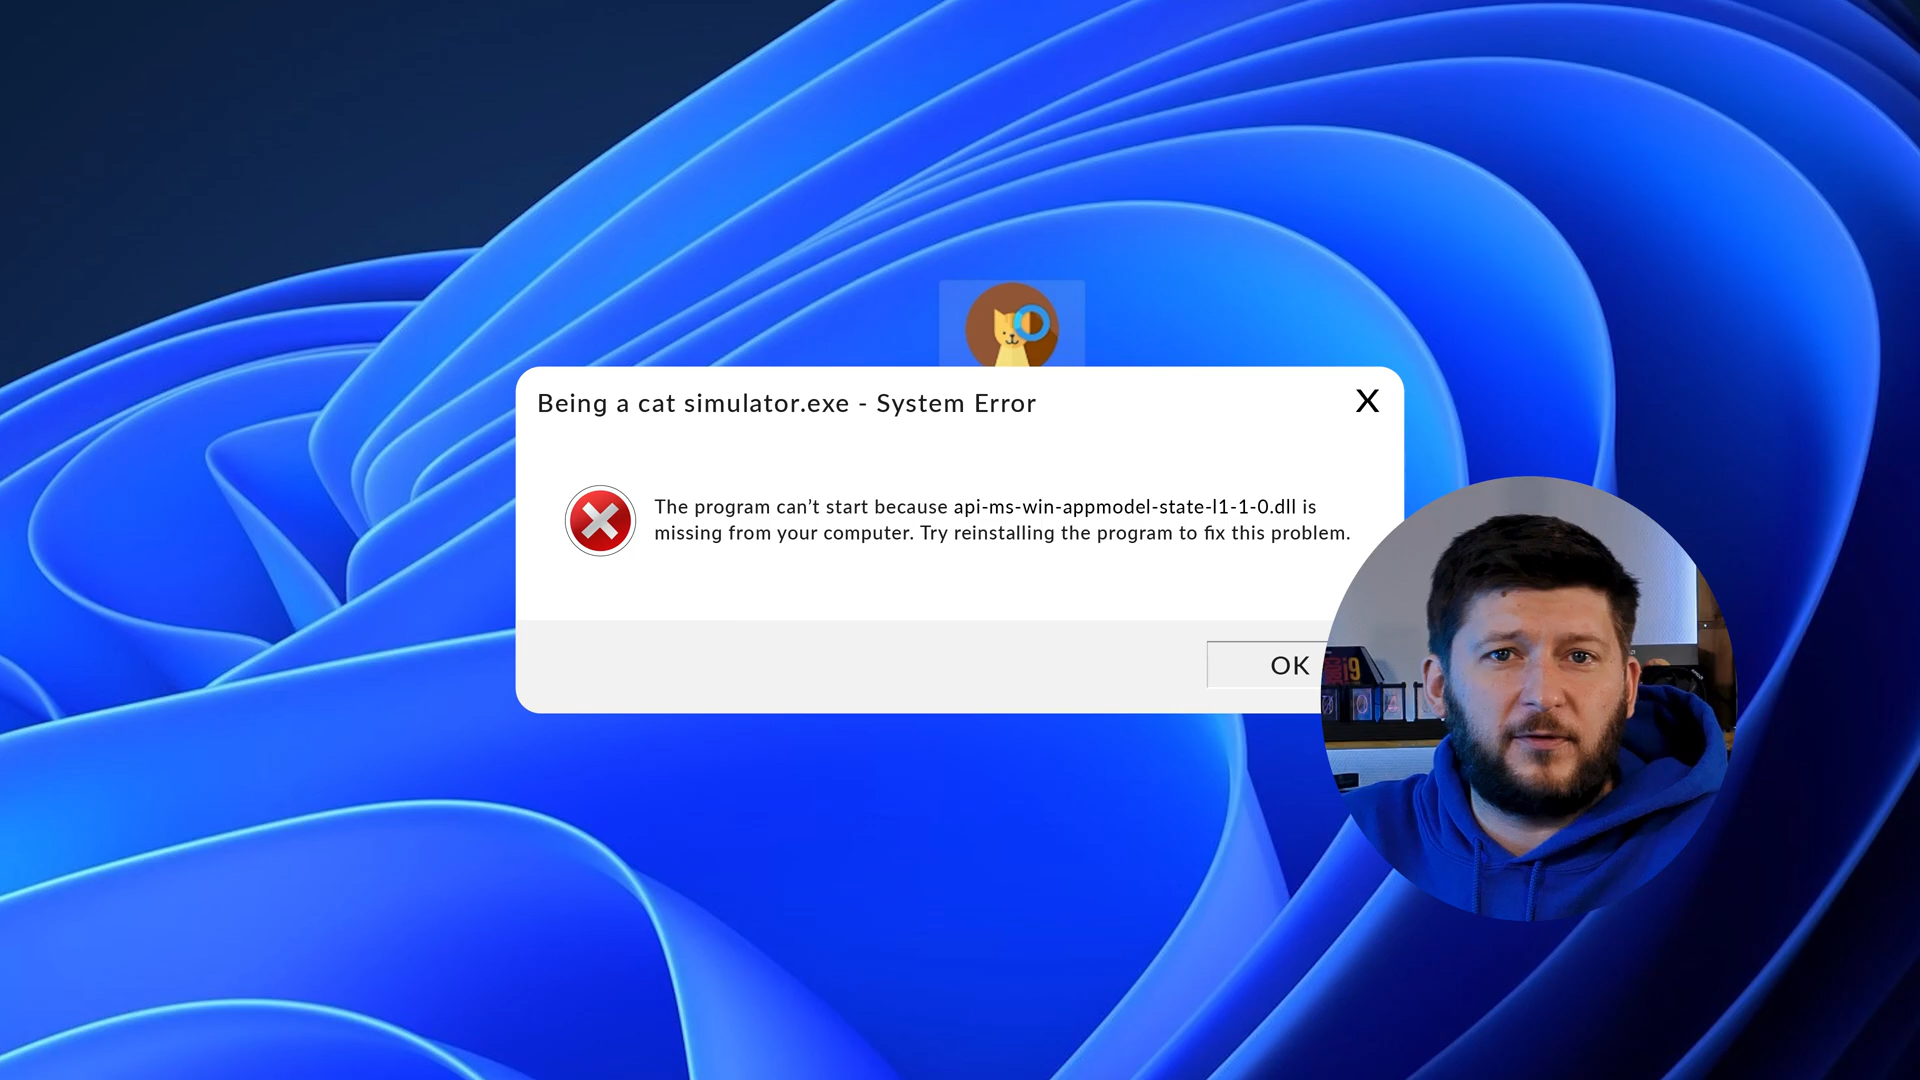 Being a cat simulator.exe - System Error
X
The program can’t start because api-ms-win-appmodel-state-l1-1-0.dll is
missing from your computer. Try reinstalling the program to fix this problem.
OK
i9